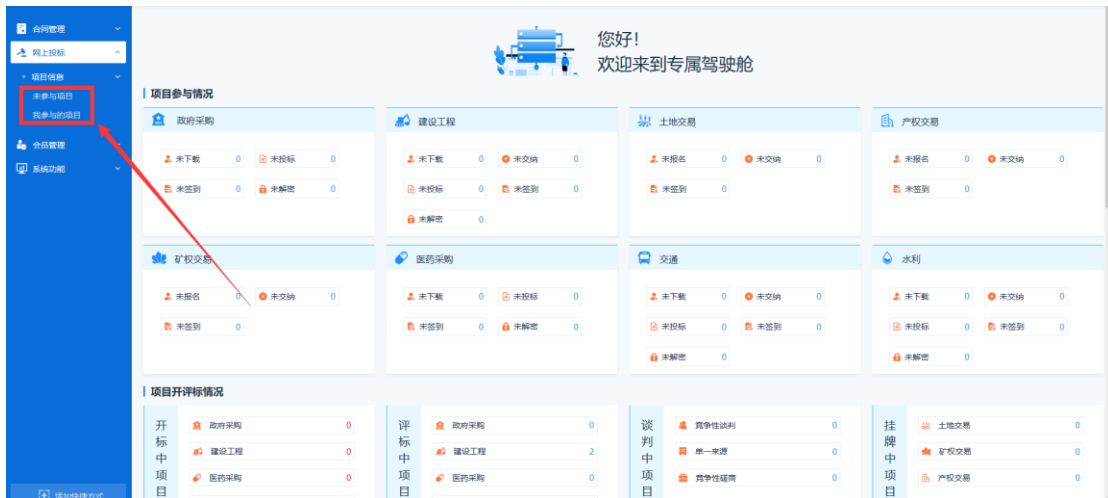 合同管理
网上投标
项目信息
未参与项目
我参与的项目
会员管理
系统功能
添加快捷方式
您好！
欢迎来到专属驾驶舱
项目参与情况
政府采购
未下载 0 未投标 0
未签到 0 未解密 0
建设工程
未下载 0 未交纳 0
未投标 0 未签到 0
未解密 0
土地交易
未报名 0 未交纳 0
未签到 0
产权交易
未报名 0 未交纳 0
未签到 0
矿权交易
未报名 0 未交纳 0
未签到 0
医药采购
未下载 0 未投标 0
未签到 0 未解密 0
交通
未下载 0 未交纳 0
未投标 0 未签到 0
未解密 0
水利
未下载 0 未交纳 0
未投标 0 未签到 0
未解密 0
项目开评标情况
开标中项目
政府采购 0
建设工程 0
医药采购 0
评标中项目
政府采购 0
建设工程 2
医药采购 0
谈判中项目
竞争性谈判 0
单一来源 0
竞争性磋商 0
挂牌中项目
土地交易 0
矿权交易 0
产权交易 0